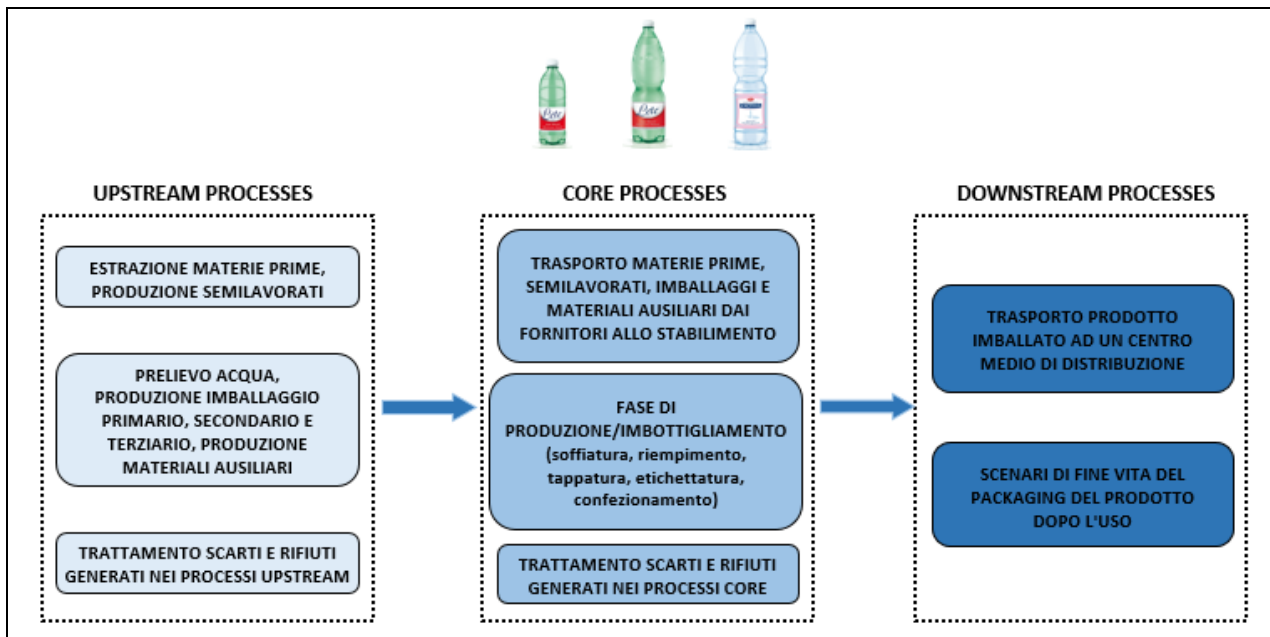 Lete
Lete
UPSTREAM PROCESSES
ESTRAZIONE MATERIE PRIME,
PRODUZIONE SEMILAVORATI
PRELIEVO ACQUA,
PRODUZIONE IMBALLAGGIO
PRIMARIO, SECONDARIO E
TERZIARIO, PRODUZIONE
MATERIALI AUSILIARI
TRATTAMENTO SCARTI E RIFIUTI
GENERATI NEI PROCESSI UPSTREAM
CORE PROCESSES
TRASPORTO MATERIE PRIME,
SEMILAVORATI, IMBALLAGGI E
MATERIALI AUSILIARI DAI
FORNITORI ALLO STABILIMENTO
FASE DI
PRODUZIONE/IMBOTTIGLIAMENTO
(soffiatura, riempimento,
tappatura, etichettatura,
confezionamento)
TRATTAMENTO SCARTI E RIFIUTI
GENERATI NEI PROCESSI CORE
DOWNSTREAM PROCESSES
TRASPORTO PRODOTTO
IMBALLATO AD UN CENTRO
MEDIO DI DISTRIBUZIONE
SCENARI DI FINE VITA DEL
PACKAGING DEL PRODOTTO
DOPO L'USO